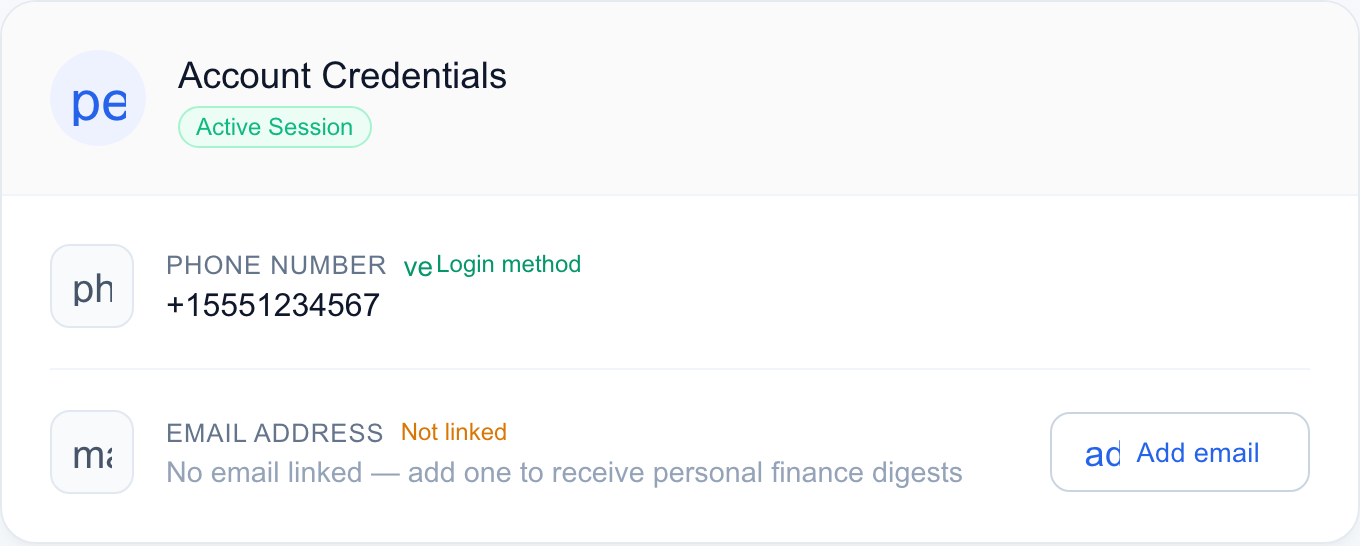 pe
Account Credentials
Active Session
ph
PHONE NUMBER ve Login method
+15551234567
ma
EMAIL ADDRESS Not linked
No email linked — add one to receive personal finance digests
ad Add email